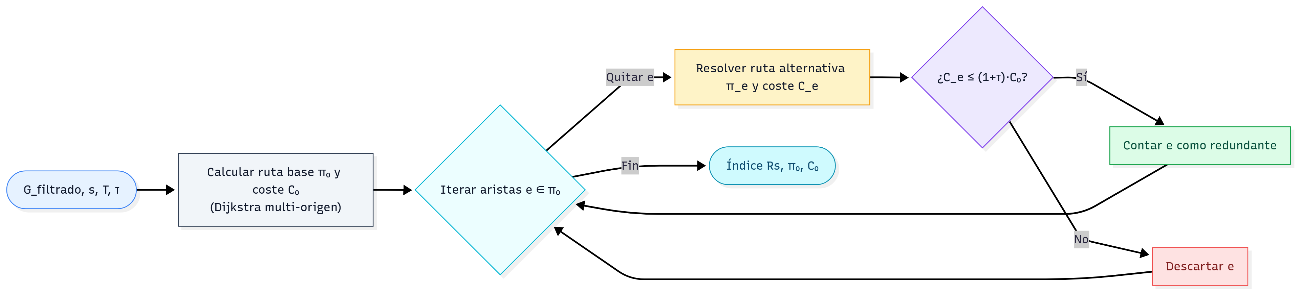 G_filtrado, s, T, τ
Calcular ruta base π₀ y
coste C₀
(Dijkstra multi-origen)
Iterar aristas e ∈ π₀
Quitar e
Resolver ruta alternativa
π_e y coste C_e
¿C_e ≤ (1+τ)·C₀?
Sí
Contar e como redundante
Fin
Índice Rs, π₀, C₀
No
Descartar e